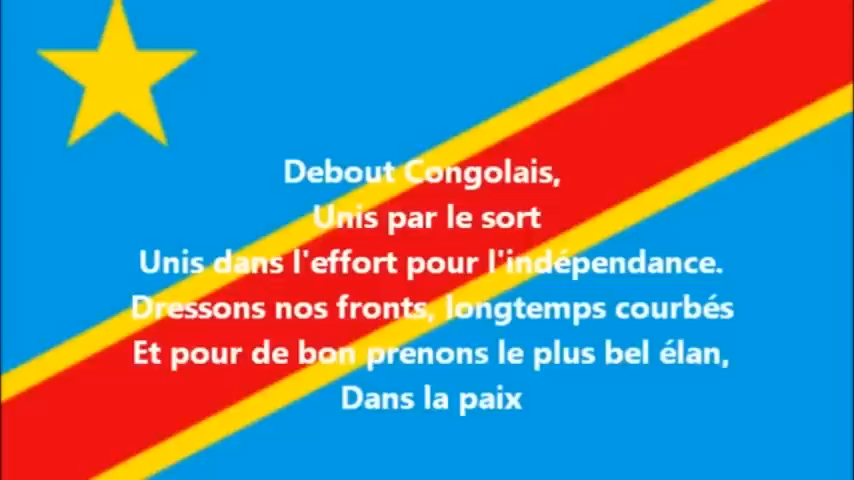 Debout Congolais,
Unis par le sort
Unis dans l'effort pour l'indépendance.
Dressons nos fronts, longtemps courbés
Et pour de bon prenons le plus bel élan,
Dans la paix